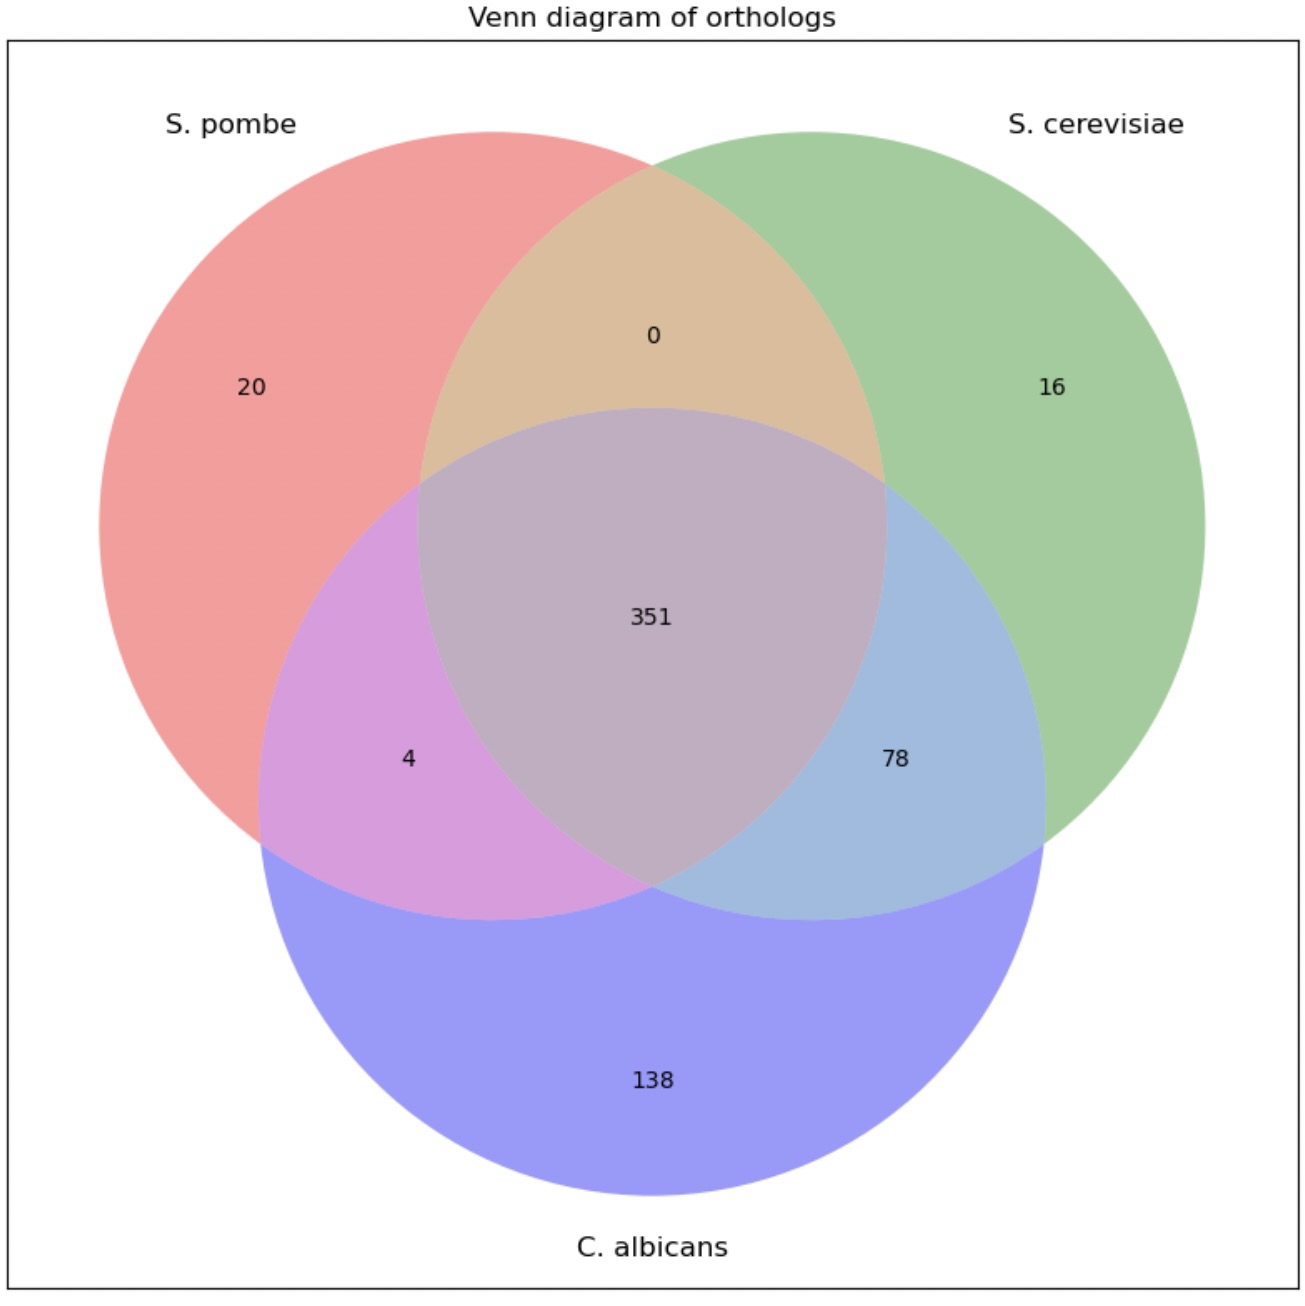 Venn diagram of orthologs
S. pombe
S. cerevisiae
0
20
16
351
4
78
138
C. albicans